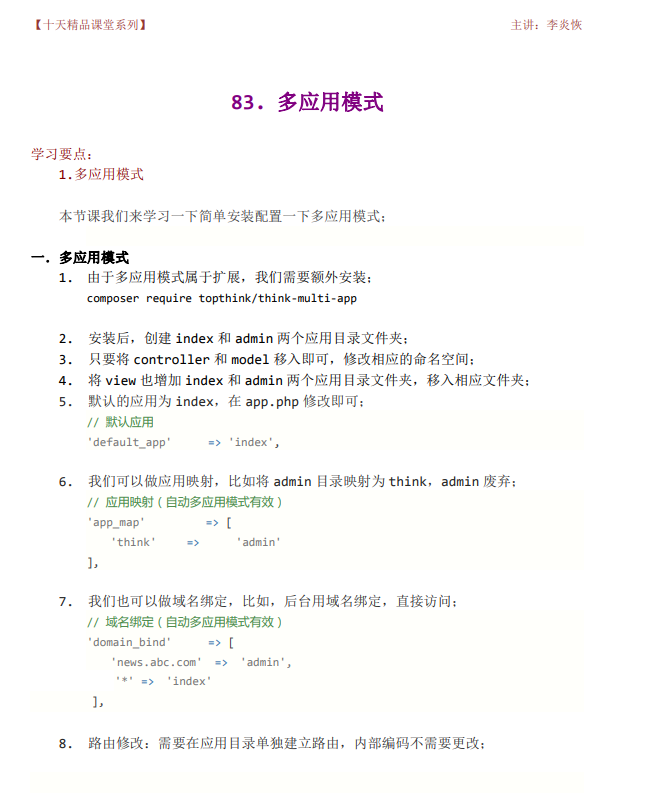 【十天精品课堂系列】 主讲：李炎恢
83．多应用模式
学习要点：
1.多应用模式
本节课我们来学习一下简单安装配置一下多应用模式；
一．多应用模式
1. 由于多应用模式属于扩展，我们需要额外安装；
composer require topthink/think-multi-app
2. 安装后，创建 index 和 admin 两个应用目录文件夹；
3. 只要将 controller 和 model 移入即可，修改相应的命名空间；
4. 将 view 也增加 index 和 admin 两个应用目录文件夹，移入相应文件夹；
5. 默认的应用为 index，在 app.php 修改即可；
// 默认应用
'default_app' => 'index',
6. 我们可以做应用映射，比如将 admin 目录映射为 think，admin 废弃；
// 应用映射（自动多应用模式有效）
'app_map' => [
'think' => 'admin'
],
7. 我们也可以做域名绑定，比如，后台用域名绑定，直接访问；
// 域名绑定（自动多应用模式有效）
'domain_bind' => [
'news.abc.com' => 'admin',
'*' => 'index'
],
8. 路由修改：需要在应用目录单独建立路由，内部编码不需要更改；